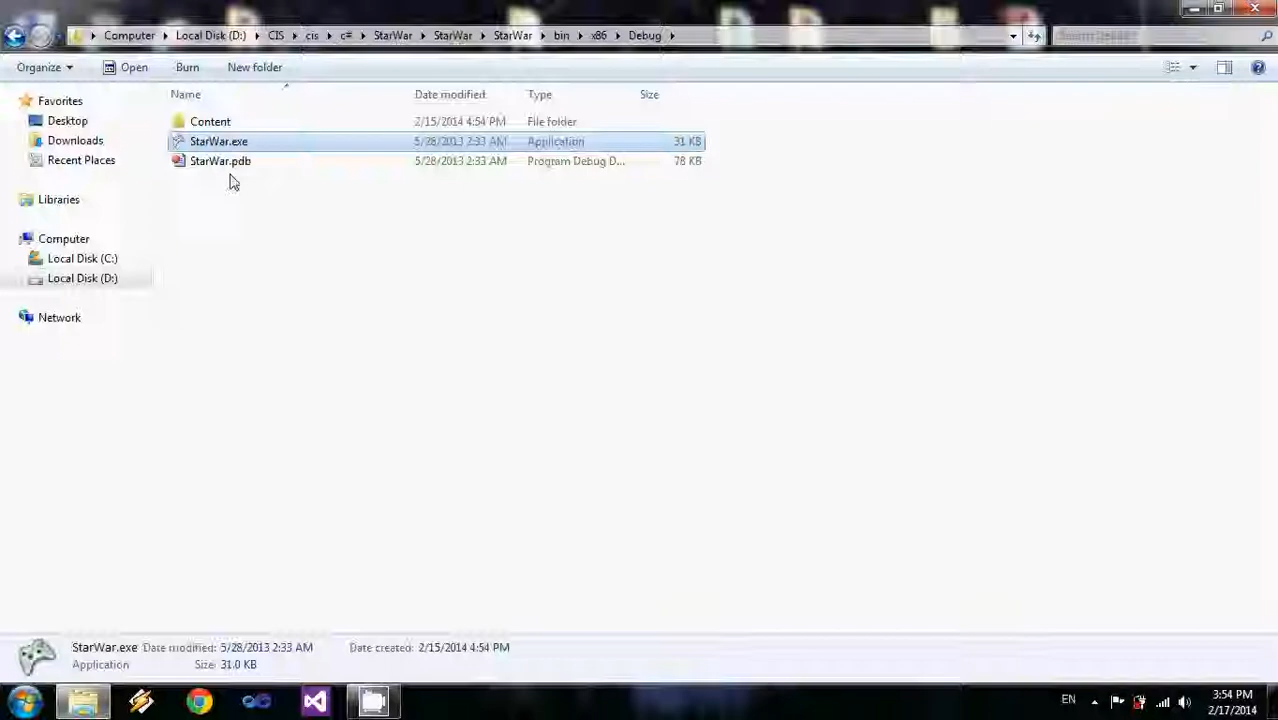 Computer Local Disk (D:) CIS cis c# StarWar StarWar StarWar bin x86 Debug
Organize Open Burn New folder
Name Date modified Type Size
Favorites
Desktop
Downloads
Recent Places
Libraries
Computer
Local Disk (C:)
Local Disk (D:)
Network
Content 2/15/2014 4:54 PM File folder
StarWar.exe 5/28/2013 2:33 AM Application 31 KB
StarWar.pdb 5/28/2013 2:33 AM Program Debug D... 78 KB
StarWar.exe Date modified: 5/28/2013 2:33 AM Date created: 2/15/2014 4:54 PM
Application Size: 31.0 KB
EN
3:54 PM
2/17/2014